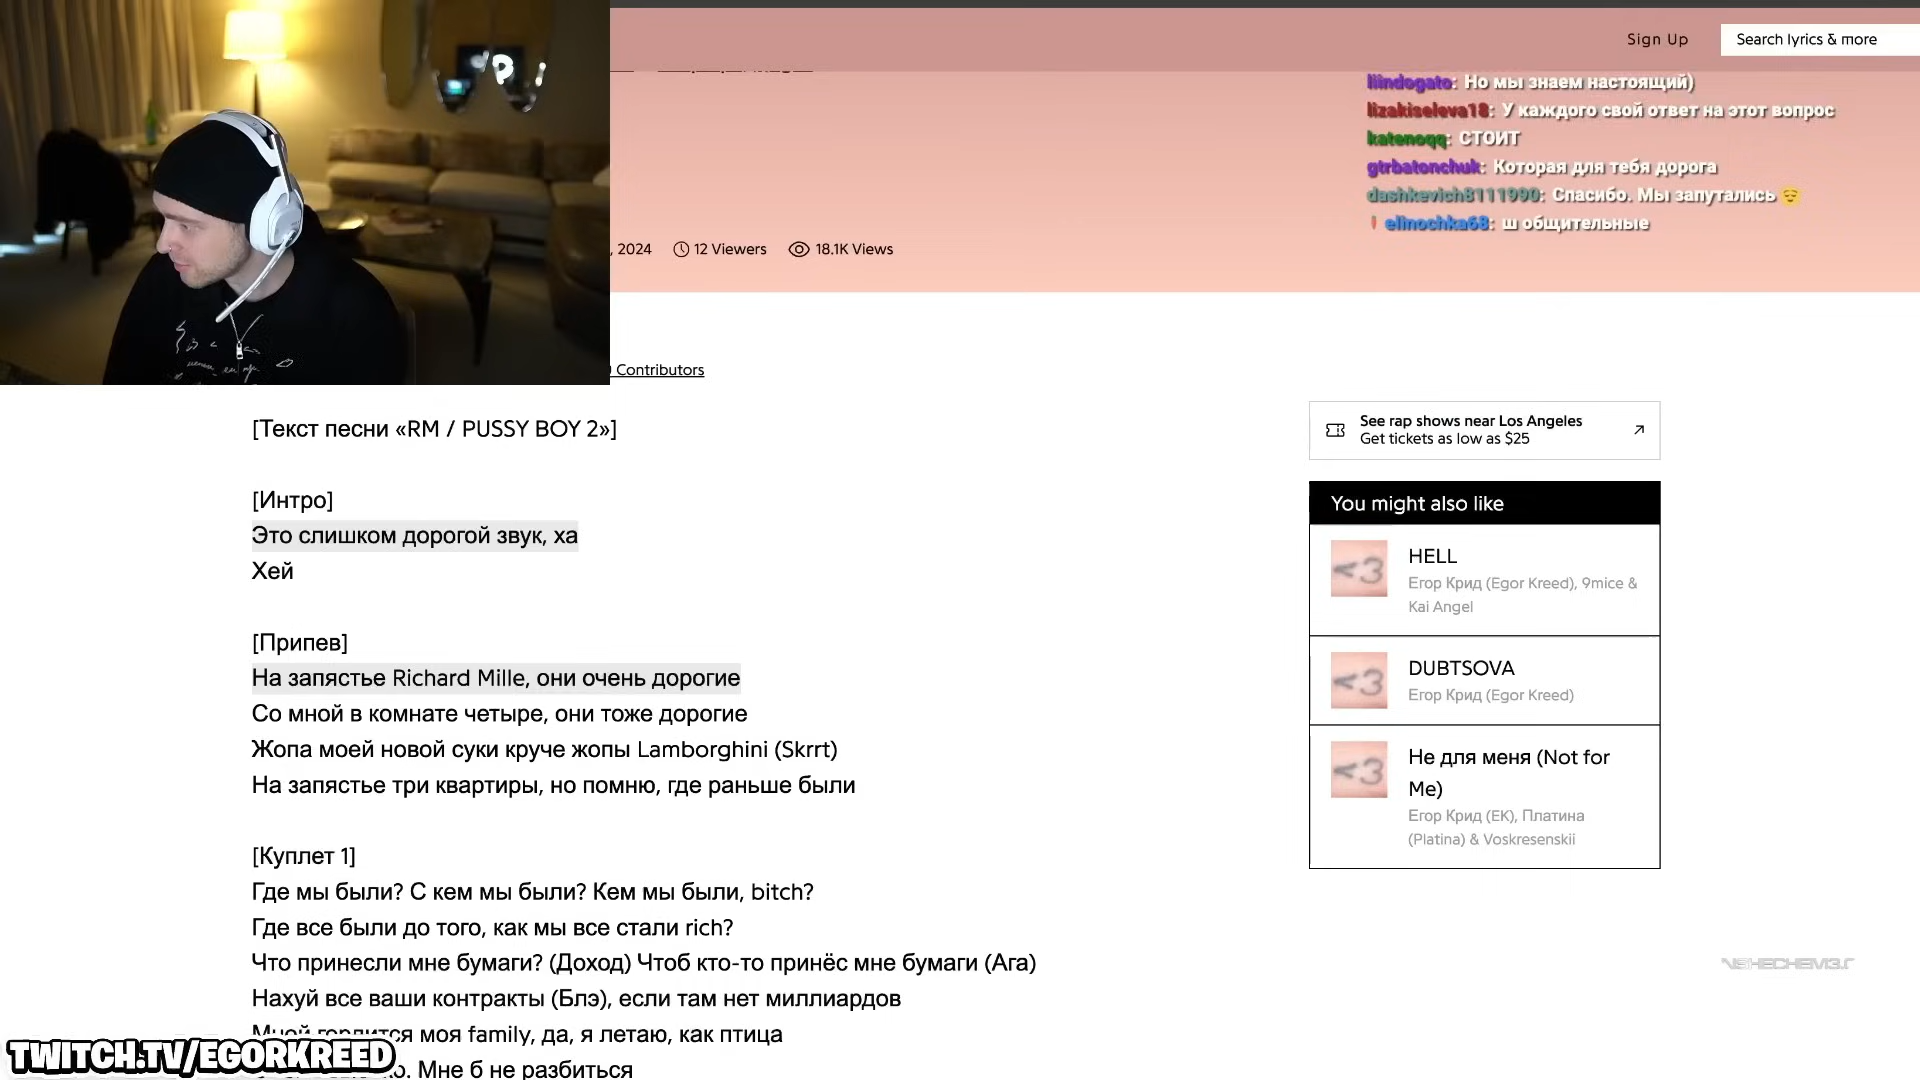 Sign Up
Search lyrics & more
liindogato: Но мы знаем настоящий)
lizakiseleva18: У каждого свой ответ на этот вопрос
katenoqq: СТОИТ
gtrbatonchuk: Которая для тебя дорога
dashkevich8111990: Спасибо. Мы запутались
elinochka68: ш общительные
, 2024
12 Viewers
18.1K Views
Contributors
[Текст песни «RM / PUSSY BOY 2»]
[Интро]
Это слишком дорогой звук, ха
Хей
[Припев]
На запястье Richard Mille, они очень дорогие
Со мной в комнате четыре, они тоже дорогие
Жопа моей новой суки круче жопы Lamborghini (Skrrt)
На запястье три квартиры, но помню, где раньше были
[Куплет 1]
Где мы были? С кем мы были? Кем мы были, bitch?
Где все были до того, как мы все стали rich?
Что принесли мне бумаги? (Доход) Чтоб кто-то принёс мне бумаги (Ага)
Нахуй все ваши контракты (Блэ), если там нет миллиардов
Мной гордится моя family, да, я летаю, как птица
Мне б не разбиться
See rap shows near Los Angeles
Get tickets as low as $25
You might also like
HELL
Егор Крид (Egor Kreed), 9mice &
Kai Angel
DUBTSOVA
Егор Крид (Egor Kreed)
Не для меня (Not for
Me)
Егор Крид (EK), Платина
(Platina) & Voskresenskii
TWITCH.TV/EGORKREED